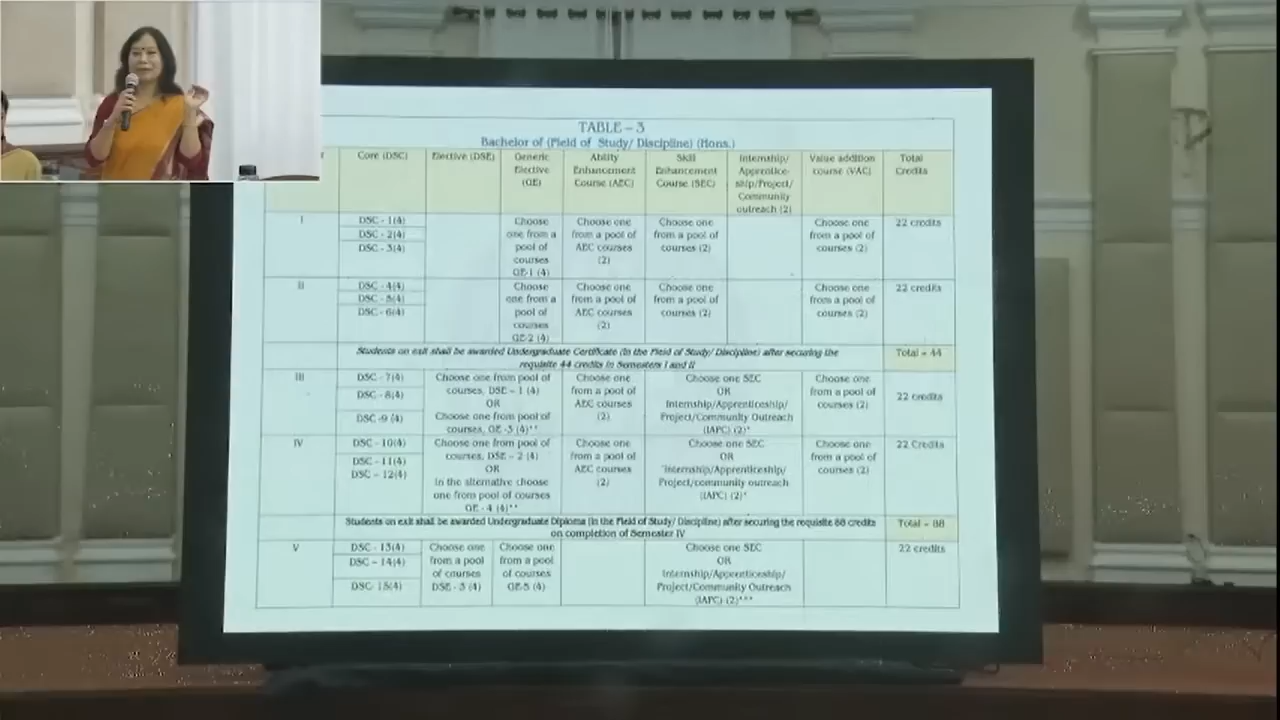 TABLE - 3
Bachelor of (Field of Study/ Discipline) (Hons.)
Core (DSC)
Elective (DSE)
Generic
Elective
(GE)
Ability
Enhancement
Course (AEC)
Skill
Enhancement
Course (SEC)
Internship/
Apprentice-
ship/Project/
Community
outreach (2)
Value addition
course (VAC)
Total
Credits
I
DSC - 1(4)
DSC - 2(4)
DSC - 3(4)
Choose
one from a
pool of
courses
GE-1 (4)
Choose one
from a pool of
AEC courses
(2)
Choose one
from a pool of
courses (2)
Choose one
from a pool of
courses (2)
22 credits
II
DSC - 4(4)
DSC - 5(4)
DSC - 6(4)
Choose
one from a
pool of
courses
GE-2 (4)
Choose one
from a pool of
AEC courses
(2)
Choose one
from a pool of
courses (2)
Choose one
from a pool of
courses (2)
22 credits
Students on exit shall be awarded Undergraduate Certificate (in the Field of Study/ Discipline) after securing the
requisite 44 credits in Semesters I and II
Total = 44
III
DSC - 7(4)
DSC - 8(4)
DSC -9 (4)
Choose one from pool of
courses, DSE - 1 (4)
OR
Choose one from pool of
courses, GE -3 (4)**
Choose one
from a pool of
AEC courses
(2)
Choose one SEC
OR
Internship/Apprenticeship/
Project/Community Outreach
(IAPC) (2)*
Choose one
from a pool of
courses (2)
22 credits
IV
DSC - 10(4)
DSC - 11(4)
DSC - 12(4)
Choose one from pool of
courses, DSE - 2 (4)
OR
In the alternative choose
one from pool of courses
GE - 4 (4)**
Choose one
from a pool of
AEC courses
(2)
Choose one SEC
OR
Internship/Apprenticeship/
Project/community outreach
(IAPC) (2)*
Choose one
from a pool of
courses (2)
22 Credits
Students on exit shall be awarded Undergraduate Diploma (in the Field of Study/ Discipline) after securing the requisite 88 credits
on completion of Semester IV
Total = 88
V
DSC - 13(4)
DSC - 14(4)
DSC- 15(4)
Choose one
from a pool
of courses
DSE - 3 (4)
Choose one
from a pool
of courses
GE-5 (4)
Choose one SEC
OR
Internship/Apprenticeship/
Project/Community Outreach
(IAPC) (2)***
22 credits